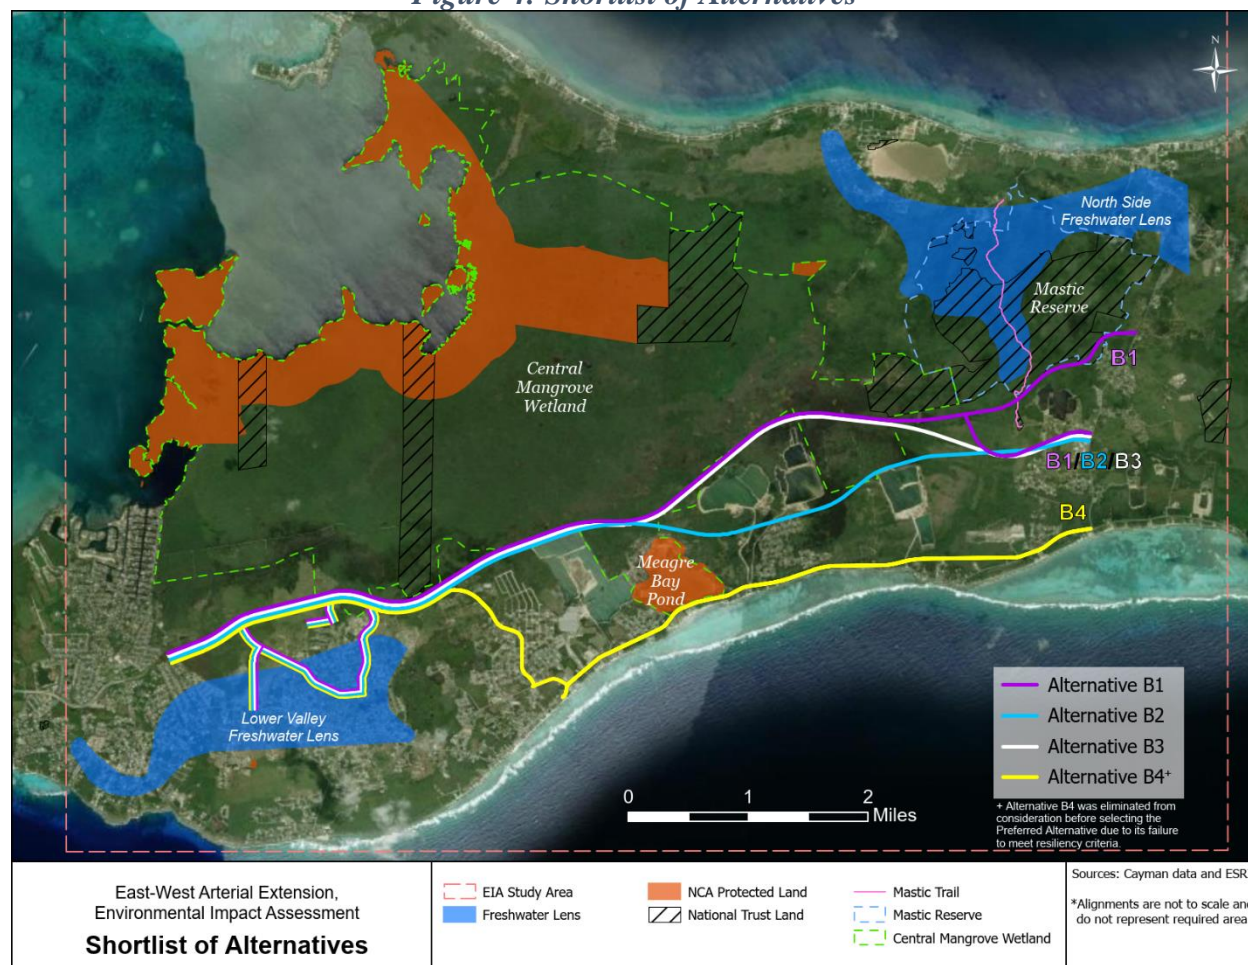 Figure 4: Shortlist of Alternatives
N
North Side
Freshwater Lens
Mastic
Reserve
Central
Mangrove
Wetland
B1
B1/B2/B3
B4
Meagre
Bay
Pond
Lower Valley
Freshwater Lens
Alternative B1
Alternative B2
Alternative B3
Alternative B4+
+ Alternative B4 was eliminated from
consideration before selecting the
Preferred Alternative due to its failure
to meet resiliency criteria.
0 1 2
Miles
East-West Arterial Extension,
Environmental Impact Assessment
Shortlist of Alternatives
EIA Study Area
Freshwater Lens
NCA Protected Land
National Trust Land
Mastic Trail
Mastic Reserve
Central Mangrove Wetland
Sources: Cayman data and ESR
*Alignments are not to scale and
do not represent required area